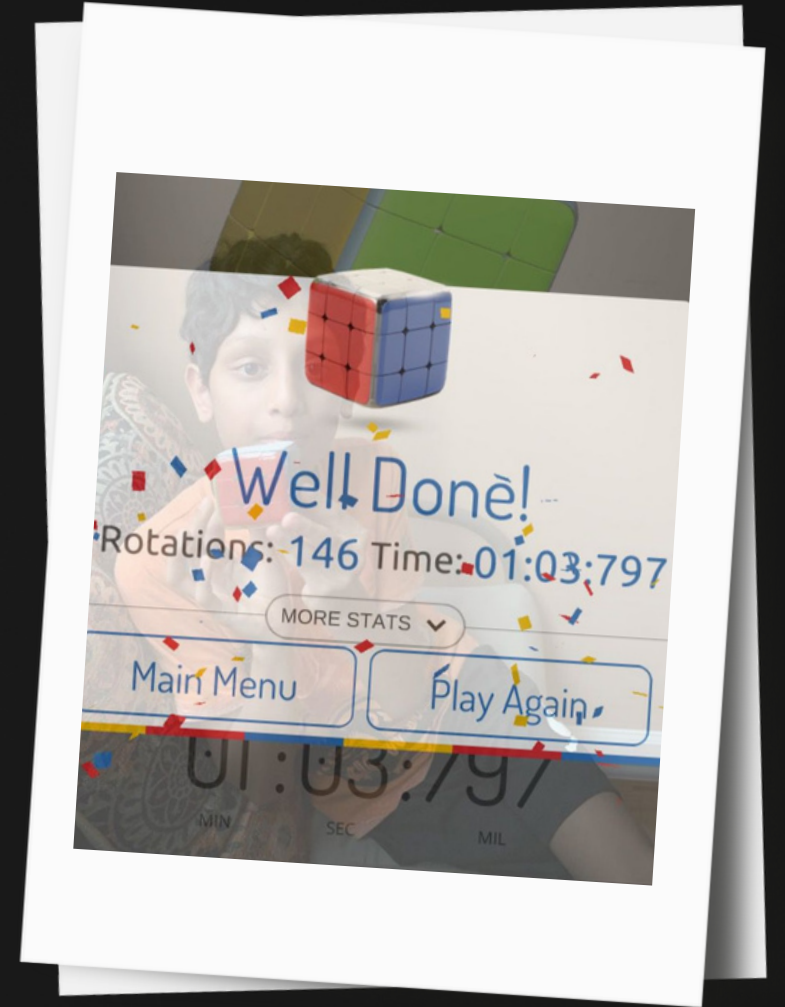 Well Done!
Rotations: 146 Time: 01:03:797
MORE STATS
Main Menu Play Again
01:03:797
MIN SEC MIL